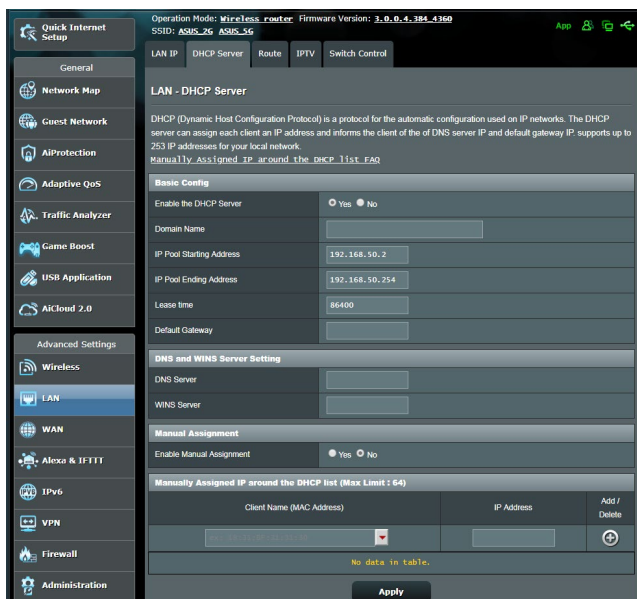 Quick Internet Setup
Operation Mode: Wireless router Firmware Version: 3.0.0.4.384_4360
SSID: ASUS_2G ASUS_5G
App
LAN IP DHCP Server Route IPTV Switch Control
General
Network Map
Guest Network
AiProtection
Adaptive QoS
Traffic Analyzer
Game Boost
USB Application
AiCloud 2.0
Advanced Settings
Wireless
LAN
WAN
Alexa & IFTTT
IPv6
VPN
Firewall
Administration
LAN - DHCP Server
DHCP (Dynamic Host Configuration Protocol) is a protocol for the automatic configuration used on IP networks. The DHCP
server can assign each client an IP address and informs the client of the of DNS server IP and default gateway IP. supports up to
253 IP addresses for your local network.
Manually Assigned IP around the DHCP list FAQ
Basic Config
Enable the DHCP Server Yes No
Domain Name
IP Pool Starting Address 192.168.50.2
IP Pool Ending Address 192.168.50.254
Lease time 86400
Default Gateway
DNS and WINS Server Setting
DNS Server
WINS Server
Manual Assignment
Enable Manual Assignment Yes No
Manually Assigned IP around the DHCP list (Max Limit : 64)
Client Name (MAC Address) IP Address Add / Delete
No data in table.
Apply